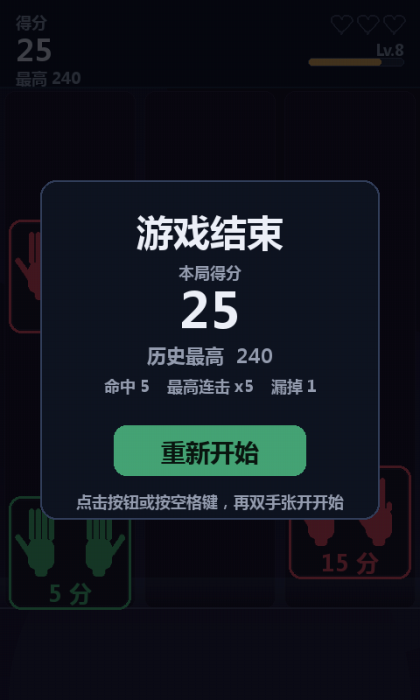 得分
25
最高 240
Lv.8
游戏结束
本局得分
25
历史最高 240
命中 5 最高连击 x5 漏掉 1
重新开始
点击按钮或按空格键，再双手张开开始
5 分
15 分